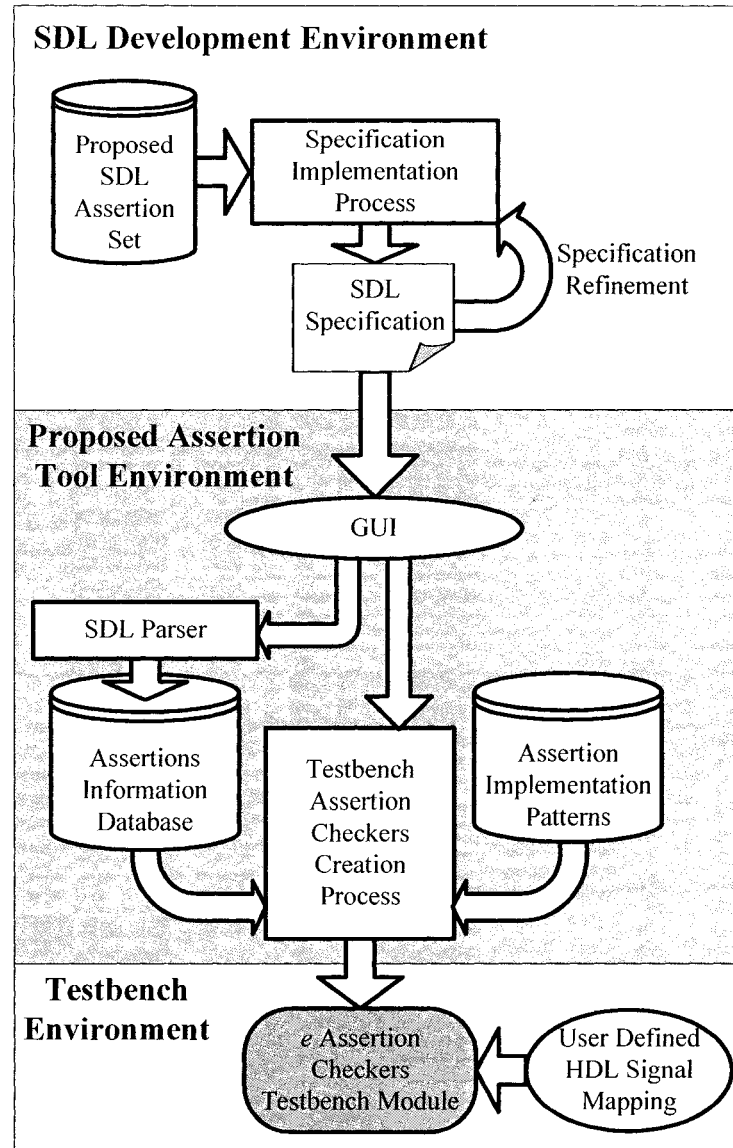 SDL Development Environment
Proposed
SDL
Assertion
Set
Specification
Implementation
Process
Specification
Refinement
SDL
Specification
Proposed Assertion
Tool Environment
GUI
SDL Parser
Assertions
Information
Database
Testbench
Assertion
Checkers
Creation
Process
Assertion
Implementation
Patterns
Testbench
Environment
e Assertion
Checkers
Testbench Module
User Defined
HDL Signal
Mapping